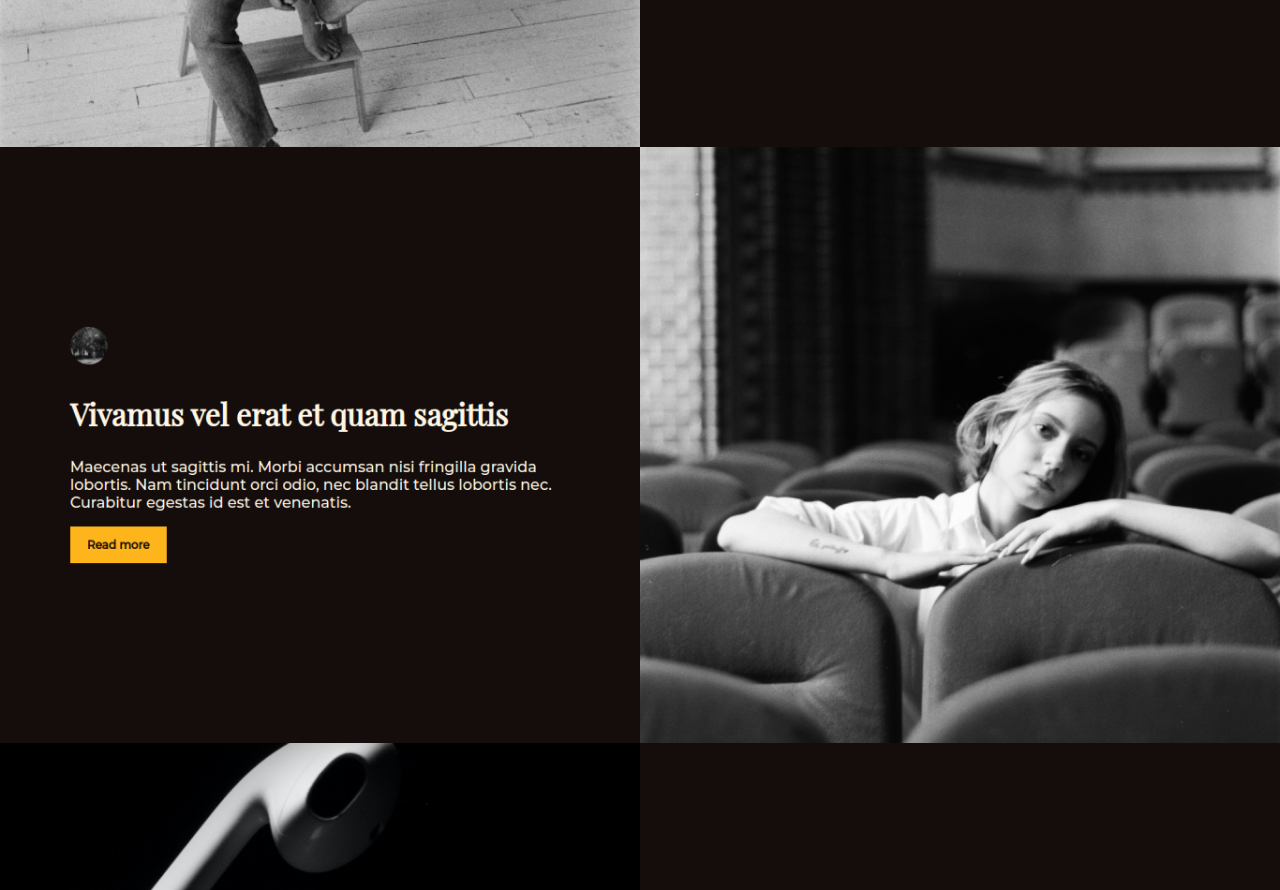 Vivamus vel erat et quam sagittis
Maecenas ut sagittis mi. Morbi accumsan nisi fringilla gravida
lobortis. Nam tincidunt orci odio, nec blandit tellus lobortis nec.
Curabitur egestas id est et venenatis.
Read more